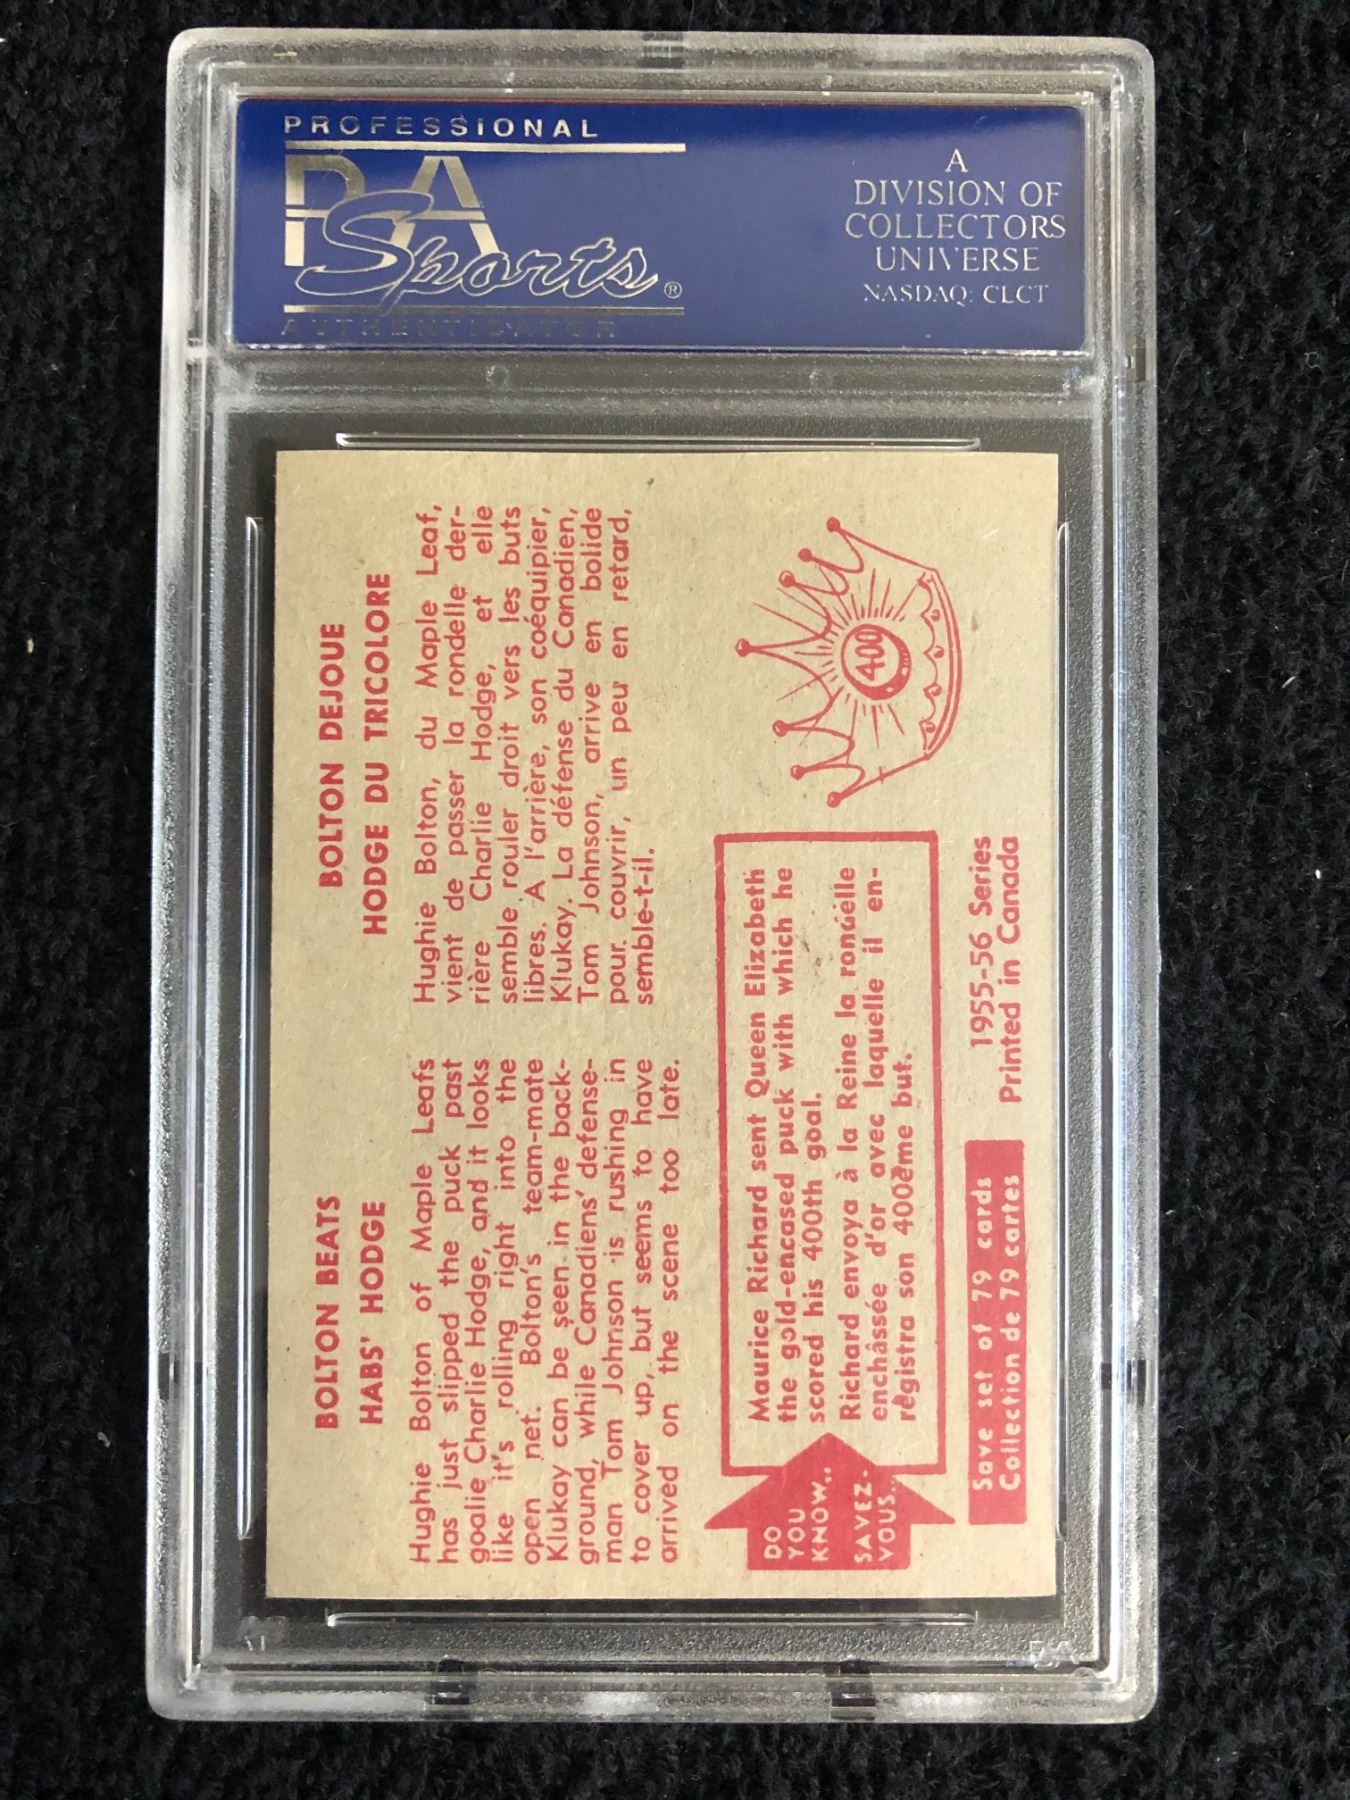 PROFESSIONAL
PSA
Sports®
AUTHENTICATOR
A
DIVISION OF
COLLECTORS
UNIVERSE
NASDAQ: CLCT
BOLTON BEATS
HABS' HODGE
Hughie Bolton of Maple Leafs
has just slipped the puck past
goalie Charlie Hodge, and it looks
like it's rolling right into the
open net. Bolton's team-mate
Klukay can be seen in the back-
ground, while Canadiens' defense-
man Tom Johnson is rushing in
to cover up, but seems to have
arrived on the scene too late.
BOLTON DEJOUE
HODGE DU TRICOLORE
Hughie Bolton, du Maple Leaf,
vient de passer la rondelle der-
rière Charlie Hodge, et elle
semble rouler droit vers les buts
libres. A l'arrière, son coéquipier,
Klukay. La défense du Canadien,
Tom Johnson, arrive en bolide
pour couvrir, un peu en retard,
semble-t-il.
DO
YOU
KNOW..
SAVEZ-
VOUS..
Maurice Richard sent Queen Elizabeth
the gold-encased puck with which he
scored his 400th goal.
Richard envoya à la Reine la rondelle
enchâssée d'or avec laquelle il en-
régistra son 400ème but.
400
Save set of 79 cards
Collection de 79 cartes
1955-56 Series
Printed in Canada
PSA